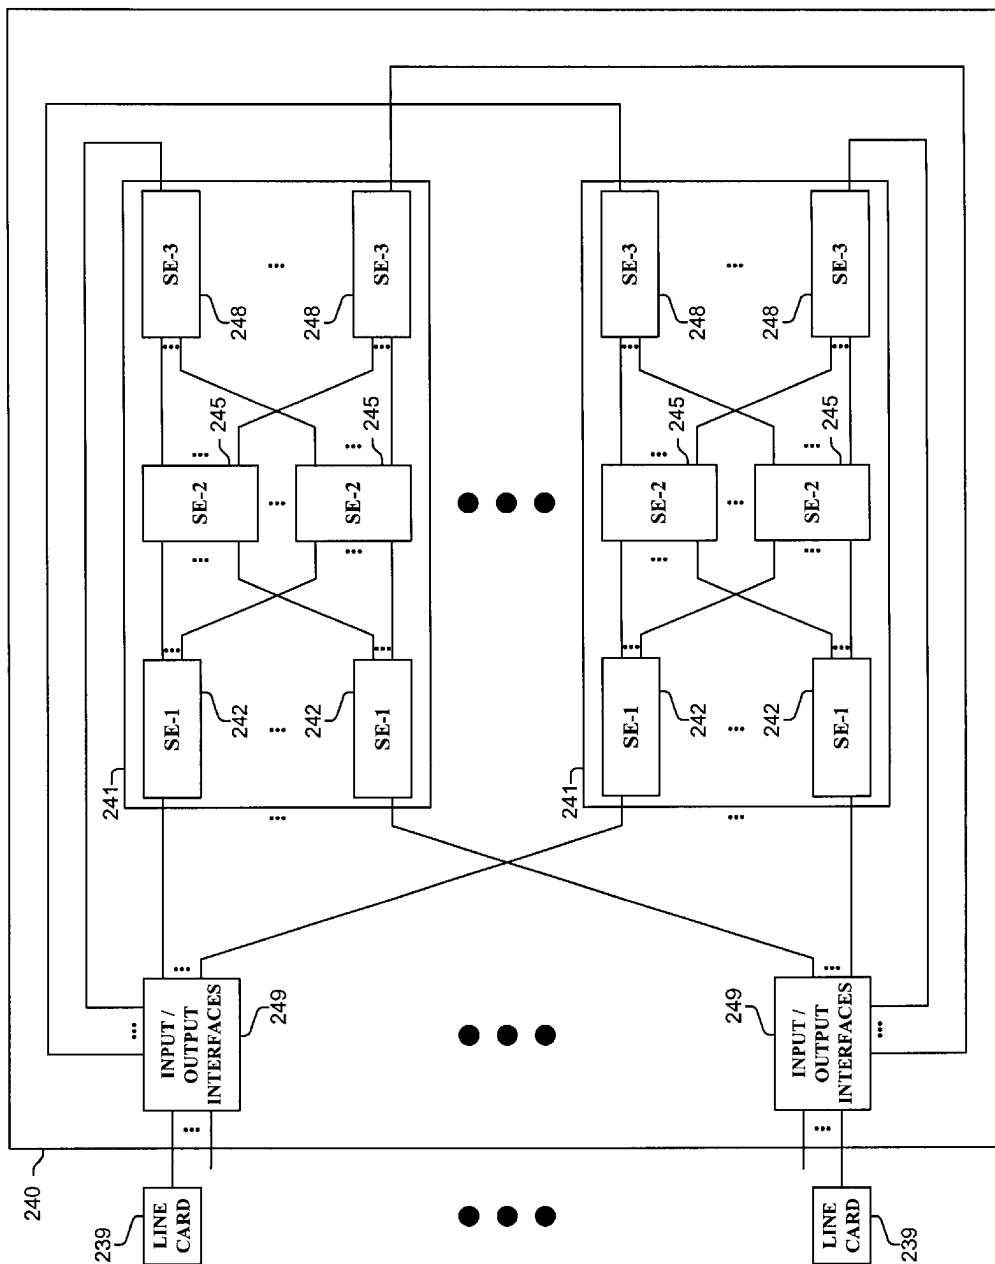 240
239
LINE
CARD
INPUT /
OUTPUT
INTERFACES
249
241
SE-1
242
SE-2
245
SE-3
248
242
SE-1
SE-2
245
248
SE-3
241
SE-1
242
SE-2
245
SE-3
248
249
INPUT /
OUTPUT
INTERFACES
242
SE-1
SE-2
245
248
SE-3
LINE
CARD
239